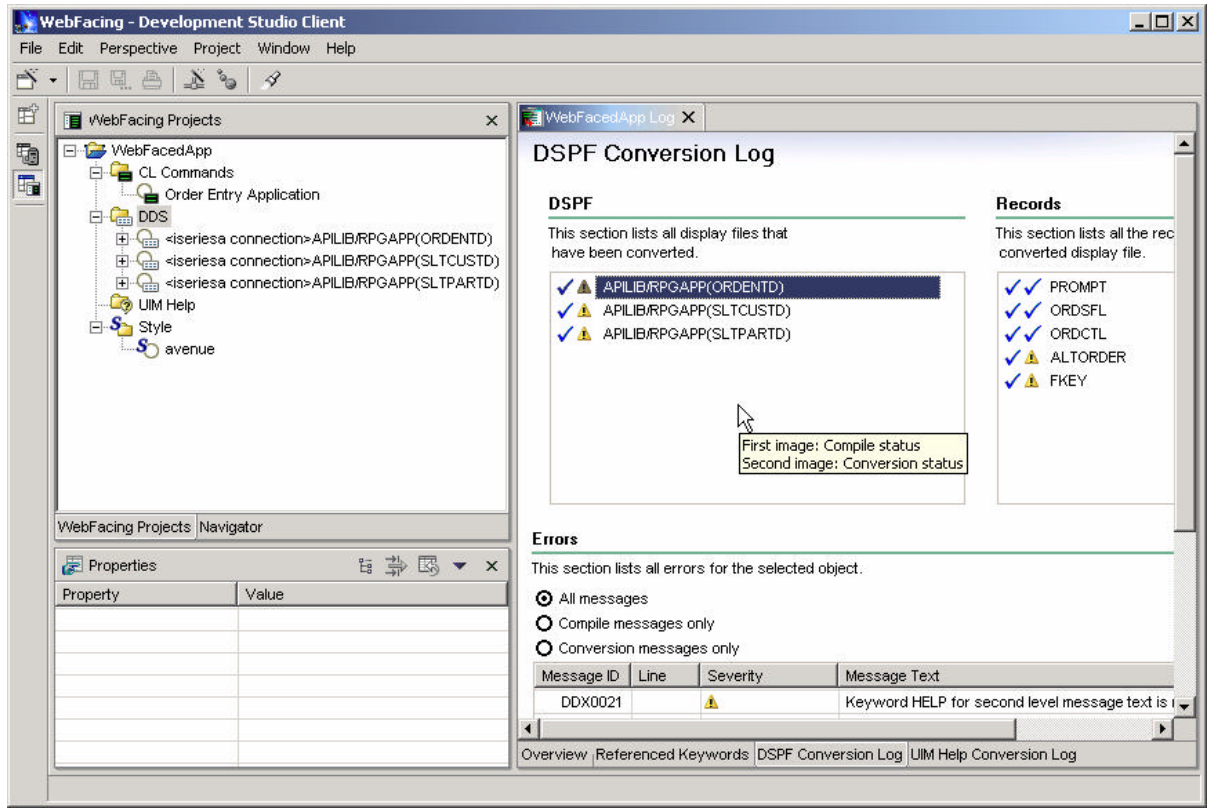 WebFacing - Development Studio Client
File Edit Perspective Project Window Help
WebFacing Projects
WebFacedApp
CL Commands
Order Entry Application
DDS
<iseriesa connection>APILIB/RPGAPP(ORDENTD)
<iseriesa connection>APILIB/RPGAPP(SLTCUSTD)
<iseriesa connection>APILIB/RPGAPP(SLTPARTD)
UIM Help
Style
avenue
WebFacing Projects Navigator
Properties
Property Value
WebFacedApp Log
DSPF Conversion Log
DSPF
This section lists all display files that
have been converted.
APILIB/RPGAPP(ORDENTD)
APILIB/RPGAPP(SLTCUSTD)
APILIB/RPGAPP(SLTPARTD)
First image: Compile status
Second image: Conversion status
Records
This section lists all the rec
converted display file.
PROMPT
ORDSFL
ORDCTL
ALTORDER
FKEY
Errors
This section lists all errors for the selected object.
All messages
Compile messages only
Conversion messages only
Message ID Line Severity Message Text
DDX0021 Keyword HELP for second level message text is
Overview Referenced Keywords DSPF Conversion Log UIM Help Conversion Log